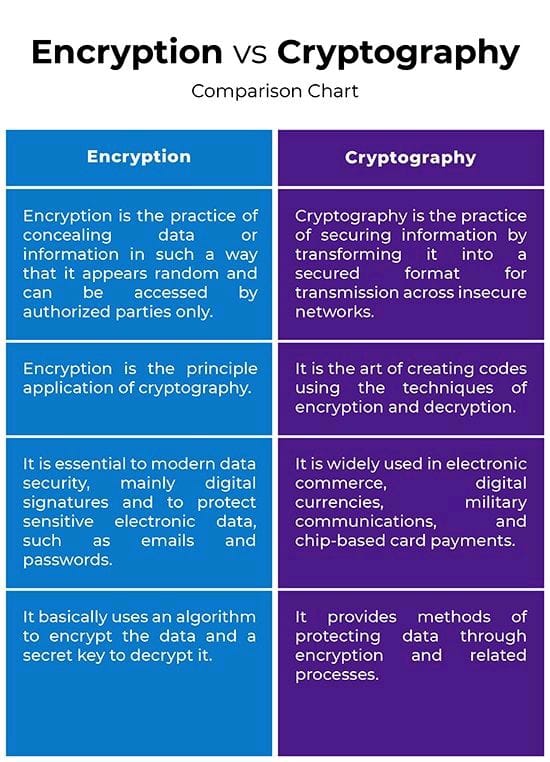 Encryption vs Cryptography
Comparison Chart
Encryption
Cryptography
Encryption is the practice of
concealing data or
information in such a way
that it appears random and
can be accessed by
authorized parties only.
Cryptography is the practice
of securing information by
transforming it into a
secured format for
transmission across insecure
networks.
Encryption is the principle
application of cryptography.
It is the art of creating codes
using the techniques of
encryption and decryption.
It is essential to modern data
security, mainly digital
signatures and to protect
sensitive electronic data,
such as emails and
passwords.
It is widely used in electronic
commerce, digital
currencies, military
communications, and
chip-based card payments.
It basically uses an algorithm
to encrypt the data and a
secret key to decrypt it.
It provides methods of
protecting data through
encryption and related
processes.